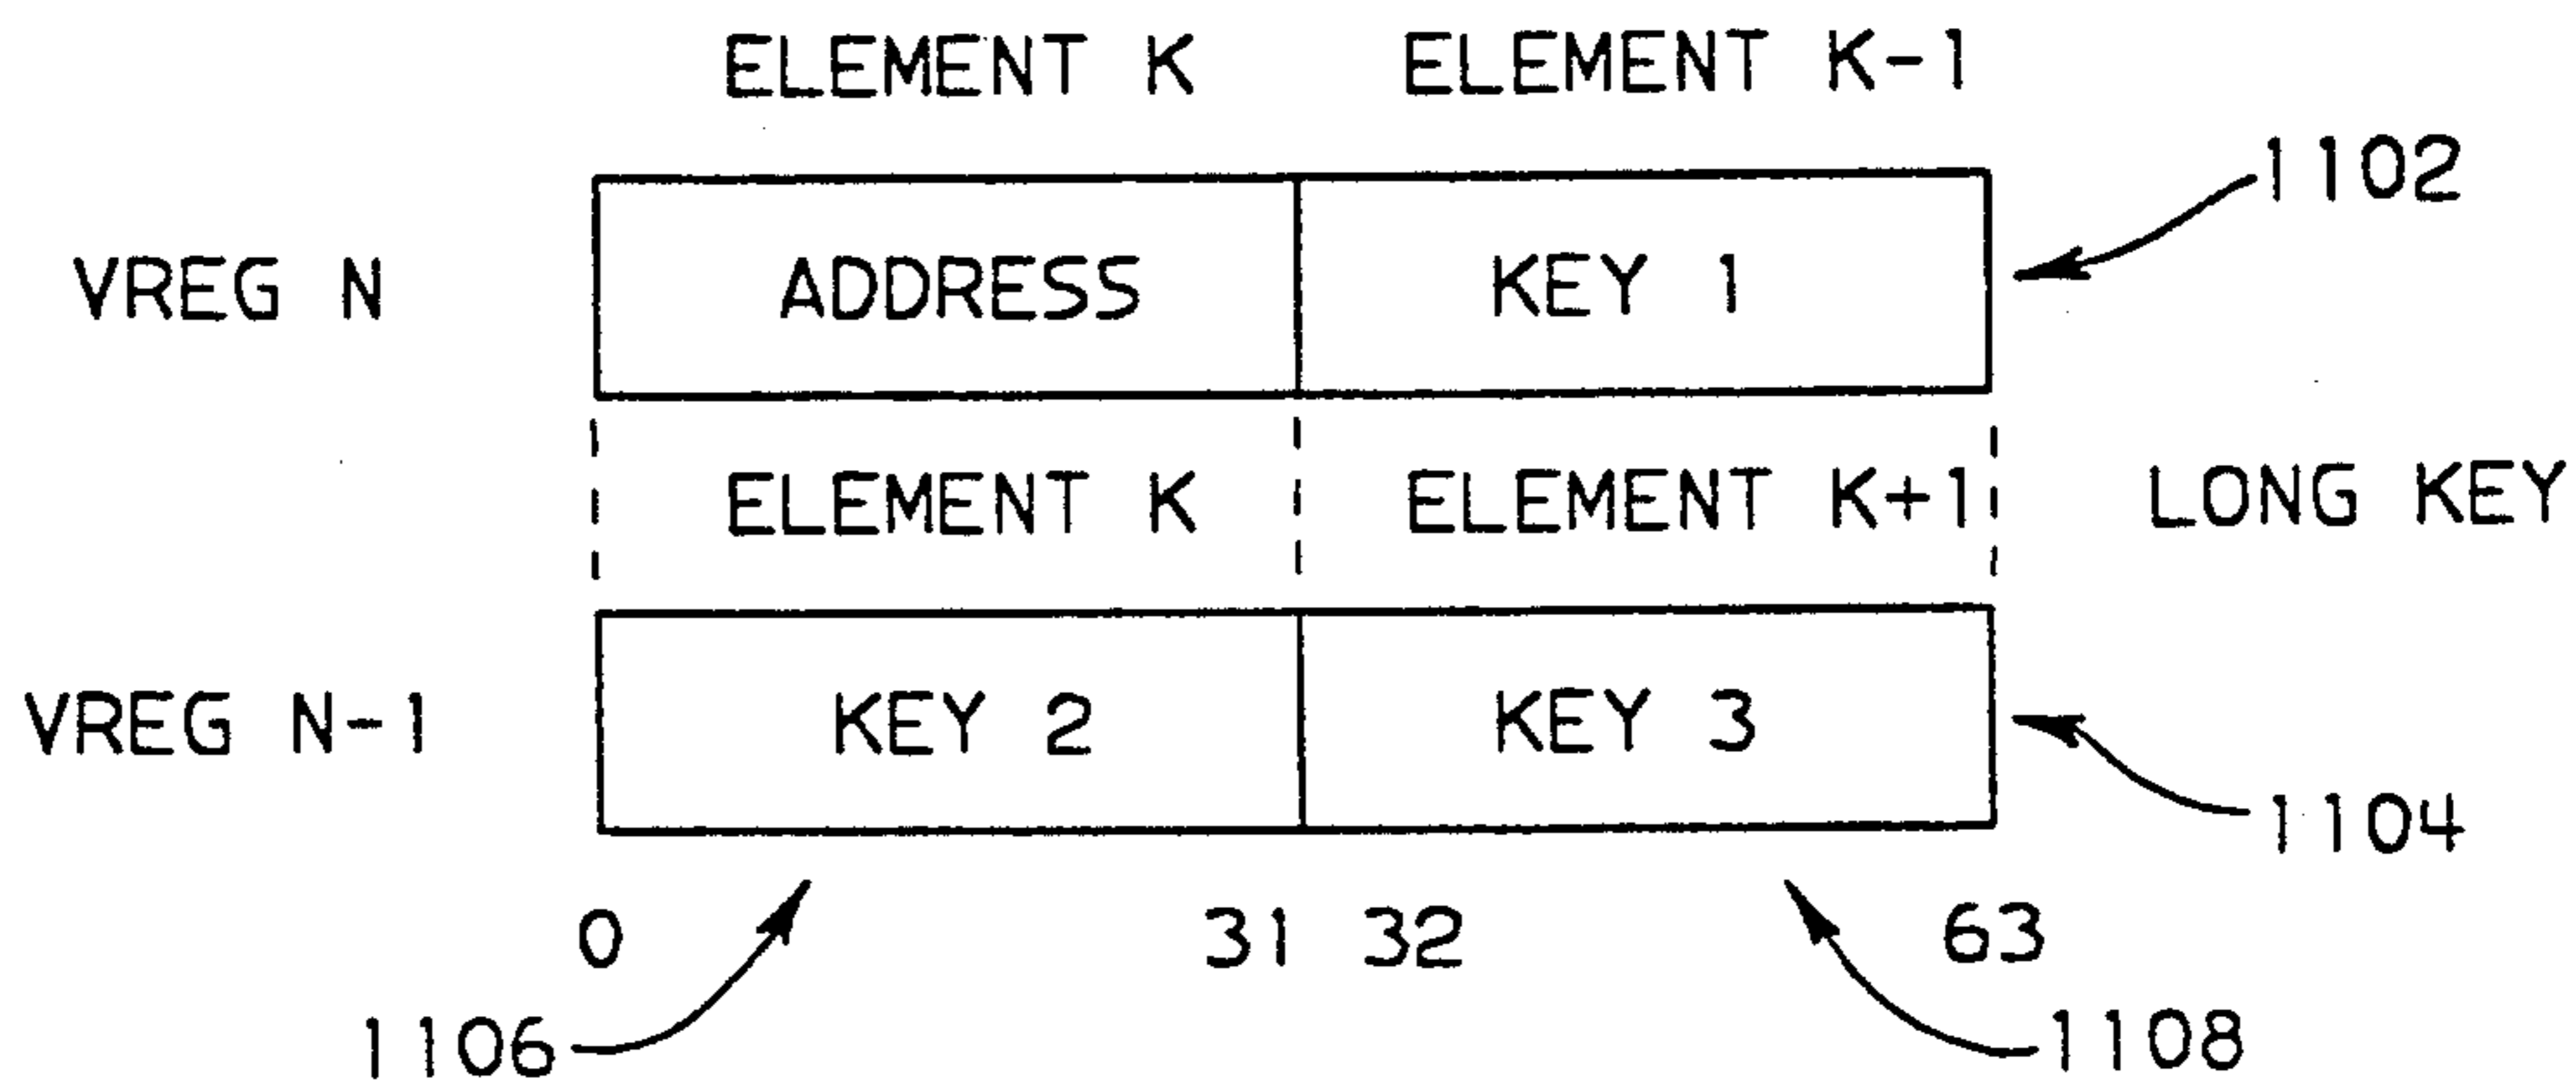 ELEMENT K ELEMENT K-1
1102
VREG N ADDRESS KEY 1
ELEMENT K ELEMENT K+1 LONG KEY
VREG N-1 KEY 2 KEY 3
1104
0 31 32 63
1106 1108